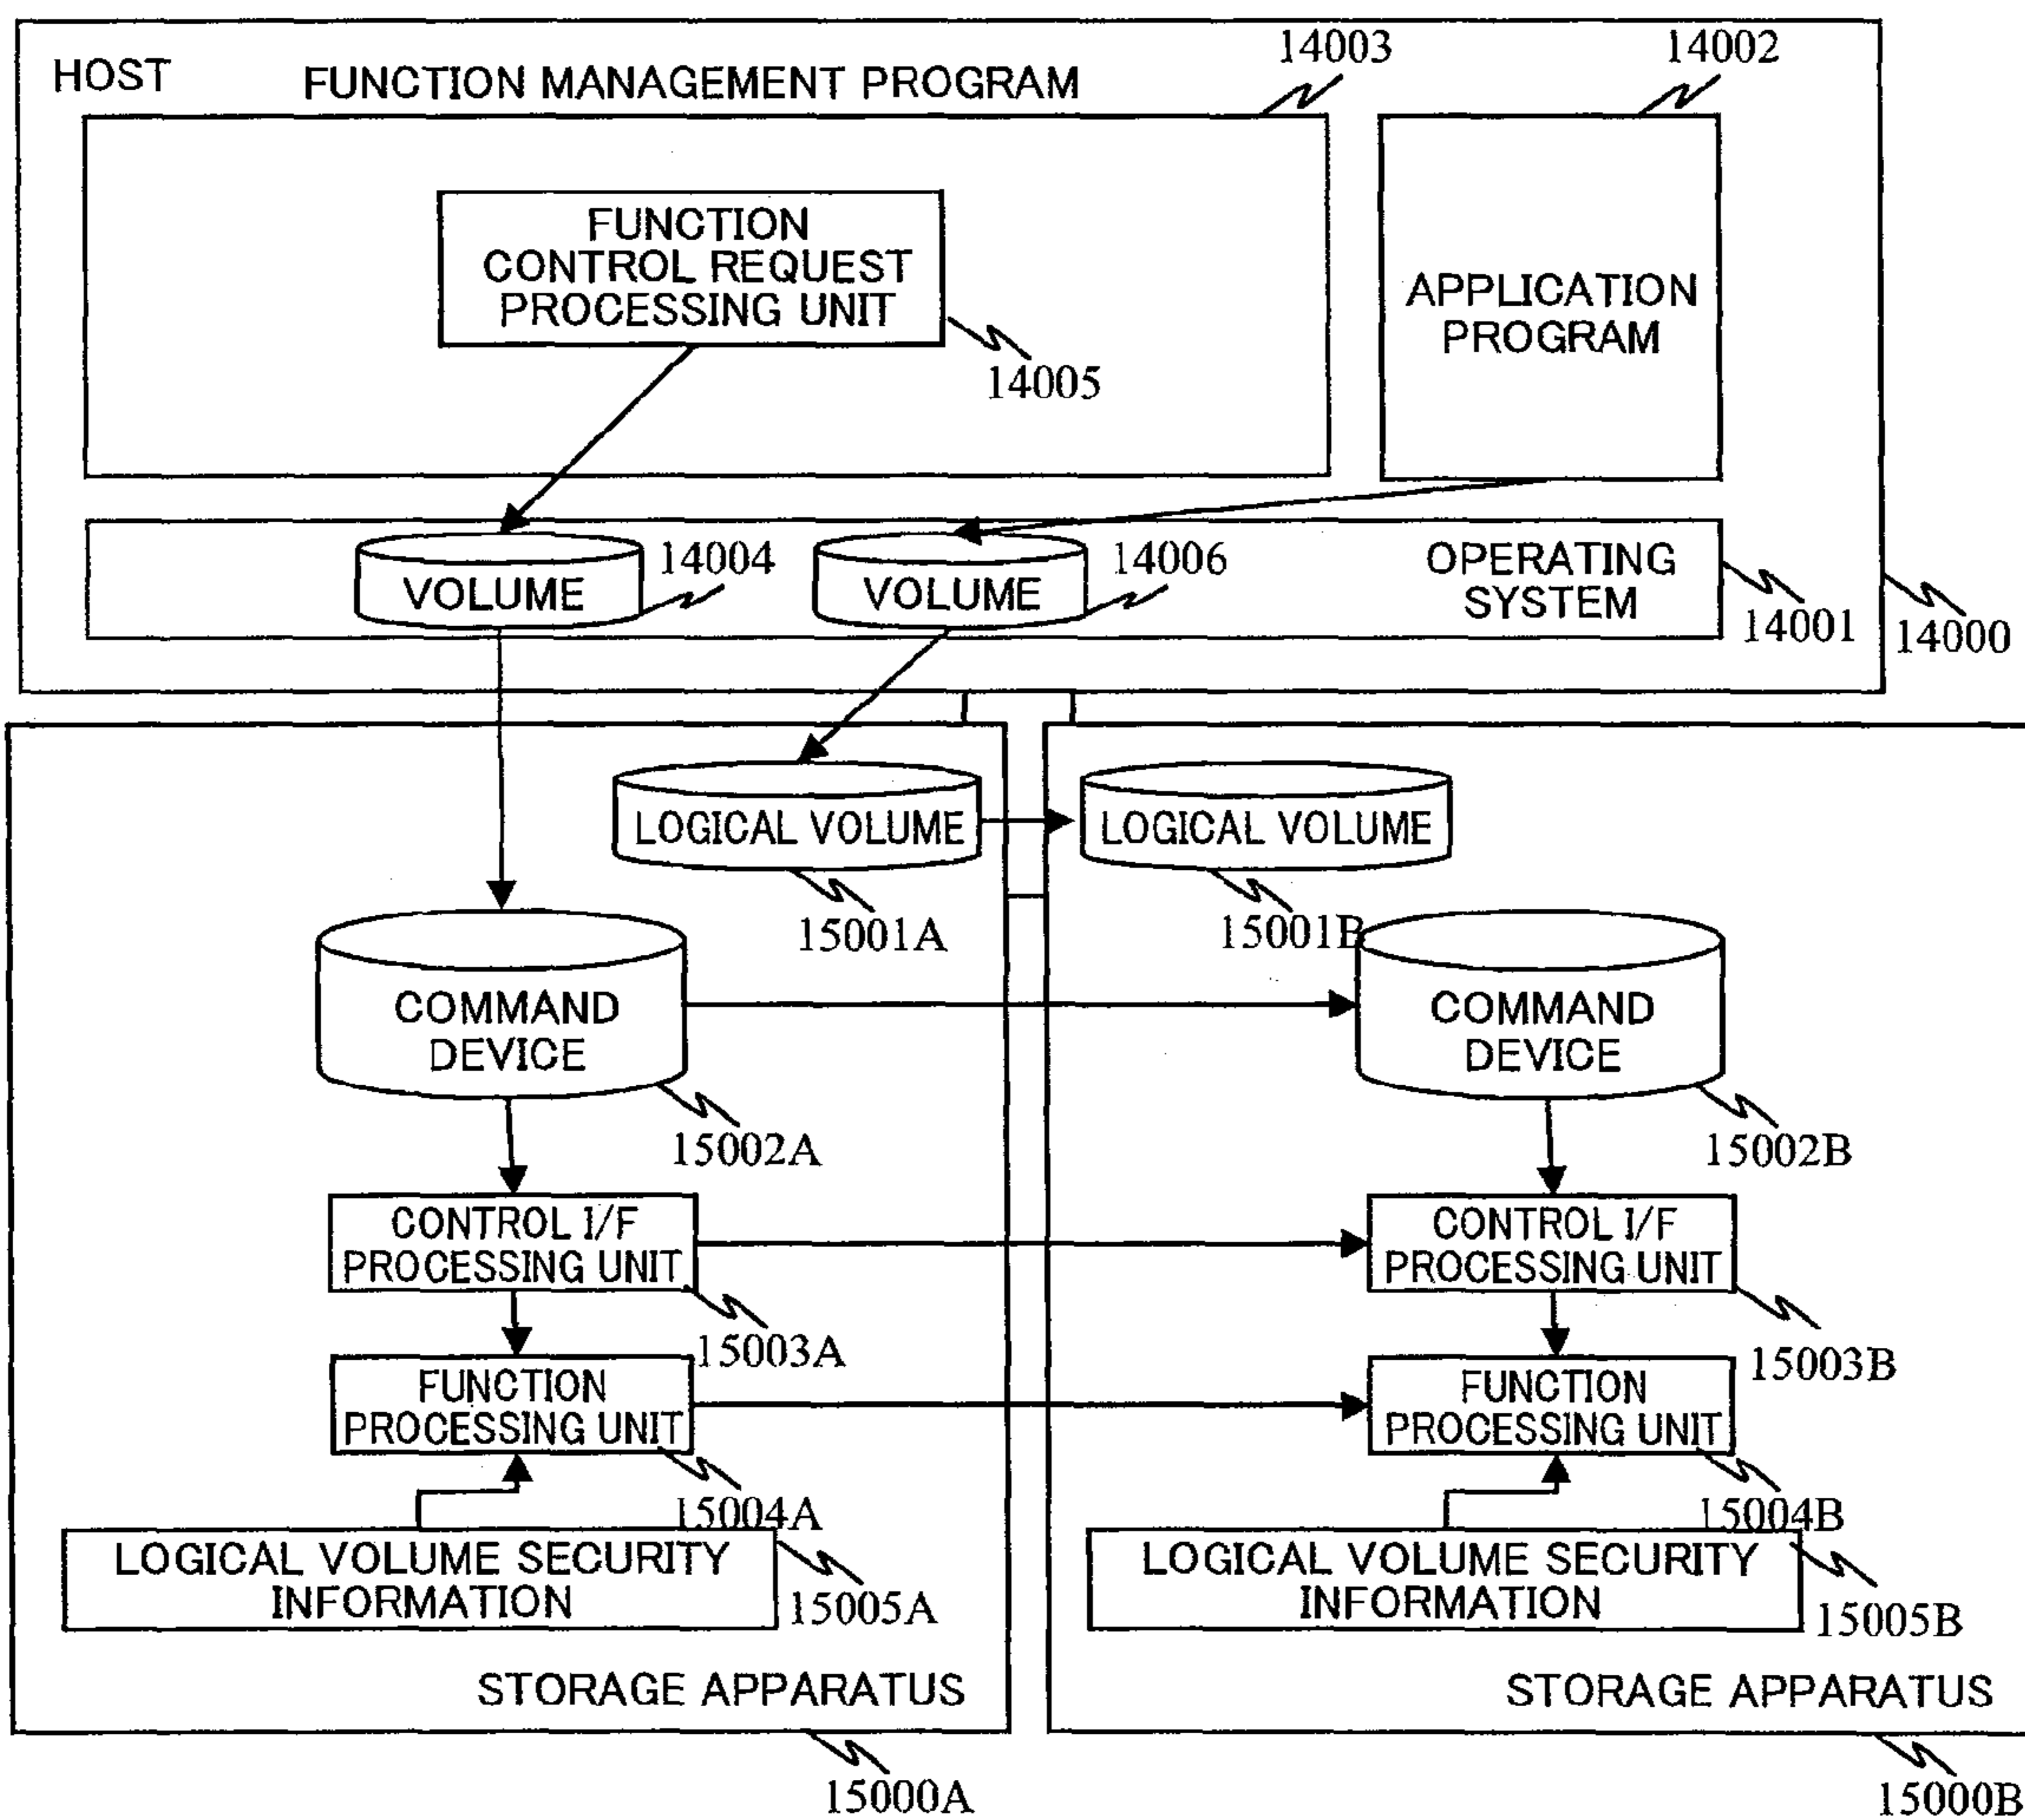 14003
14002
HOST
FUNCTION MANAGEMENT PROGRAM
FUNCTION
CONTROL REQUEST
PROCESSING UNIT
14005
APPLICATION
PROGRAM
VOLUME
14004
VOLUME
14006
OPERATING
SYSTEM
14001
14000
LOGICAL VOLUME
LOGICAL VOLUME
15001A
15001B
COMMAND
DEVICE
COMMAND
DEVICE
15002A
15002B
CONTROL I/F
PROCESSING UNIT
CONTROL I/F
PROCESSING UNIT
15003A
15003B
FUNCTION
PROCESSING UNIT
FUNCTION
PROCESSING UNIT
15004A
15004B
LOGICAL VOLUME SECURITY
INFORMATION
15005A
LOGICAL VOLUME SECURITY
INFORMATION
15005B
STORAGE APPARATUS
STORAGE APPARATUS
15000A
15000B